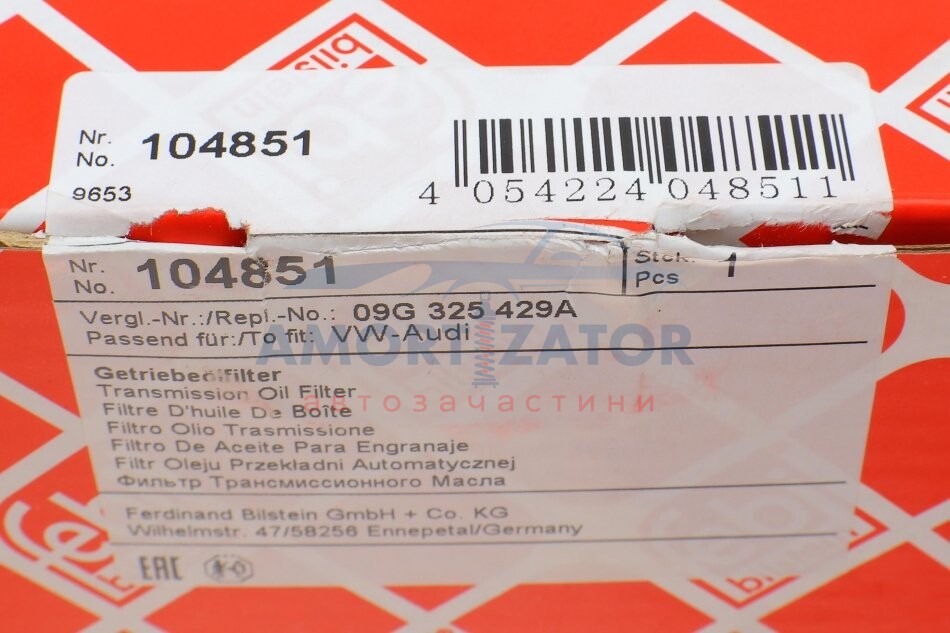 bilstein
Nr.
No. 104851
9653
4 054224 048511
Nr.
No. 104851
Stck.
Pcs 1
Vergl.-Nr.:/Repl.-No.: 09G 325 429A
Passend für:/To fit: VW-Audi
AMORTIZATOR
автозачастини
Getriebeölfilter
Transmission Oil Filter
Filtre D'huile De Boîte
Filtro Olio Trasmissione
Filtro De Aceite Para Engranaje
Filtr Oleju Przekładni Automatycznej
Фильтр Трансмиссионного Масла
Ferdinand Bilstein GmbH + Co. KG
Wilhelmstr. 47/58256 Ennepetal/Germany
EAC
febi